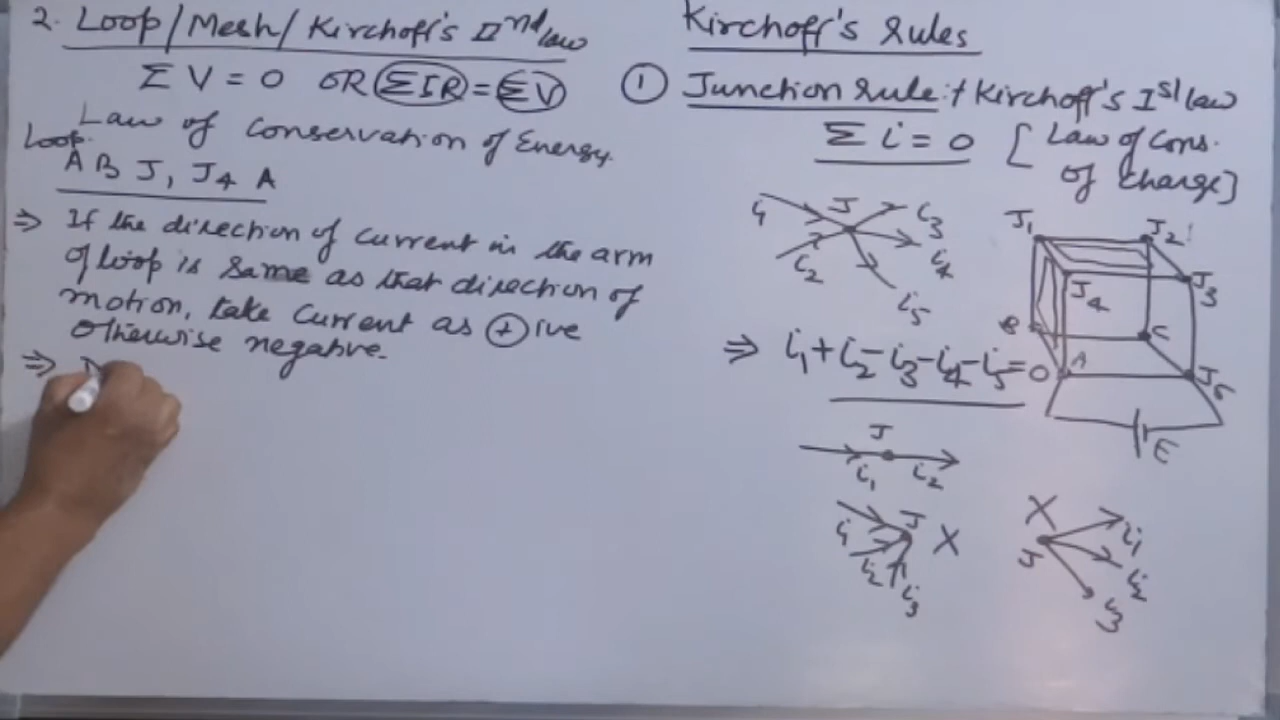 2. Loop/Mesh/Kirchoff's IInd law
Σ V = 0 OR ΣIR = ΣV
Law of Conservation of Energy.
Loop.
A B J1 J4 A
⇒ If the direction of current in the arm
of loop is same as that direction of
motion, take current as + ive
otherwise negative.
⇒
Kirchoff's Rules
① Junction Rule :+ Kirchoff's Ist law
Σ i = 0 [ Law of Cons.
of Charge]
i1 J i3
i2 i4
i5
⇒ i1 + i2 - i3 - i4 - i5 = 0
J1 J2
J4 J3
B C
A J5
E
J
i1 i2
i1 J X
i2
i3
X
J i1
i2
i3